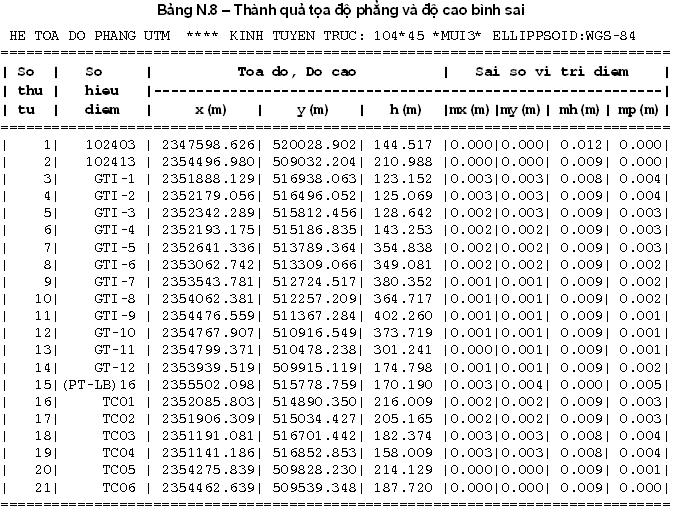 Bảng N.8 – Thành quả tọa độ phẳng và độ cao bình sai
HE TOA DO PHANG UTM **** KINH TUYEN TRUC: 104*45 *MUI3* ELLIPPSOID:WGS-84
| So | So | Toa do, Do cao | Sai so vi tri diem |
| thu | hieu |
| tu | diem | x (m) | y (m) | h (m) |mx (m)|my (m)| mh (m)| mp (m) |
| 1| 102403 | 2347598.626| 520028.902| 144.517 |0.000|0.000| 0.012| 0.000|
| 2| 102413 | 2354496.980| 509032.204| 210.988 |0.000|0.000| 0.009| 0.000|
| 3| GTI-1 | 2351888.129| 516938.063| 123.152 |0.003|0.003| 0.008| 0.004|
| 4| GTI-2 | 2352179.056| 516496.052| 125.069 |0.003|0.003| 0.009| 0.004|
| 5| GTI-3 | 2352342.289| 515812.456| 128.642 |0.002|0.003| 0.009| 0.003|
| 6| GTI-4 | 2352193.175| 515186.835| 143.253 |0.002|0.002| 0.009| 0.003|
| 7| GTI-5 | 2352641.336| 513789.364| 354.838 |0.002|0.002| 0.009| 0.003|
| 8| GTI-6 | 2353062.742| 513309.066| 349.081 |0.002|0.002| 0.009| 0.002|
| 9| GTI-7 | 2353543.781| 512724.517| 380.352 |0.001|0.002| 0.009| 0.002|
| 10| GTI-8 | 2354062.381| 512257.209| 364.717 |0.001|0.001| 0.009| 0.002|
| 11| GTI-9 | 2354476.559| 511367.284| 402.260 |0.001|0.001| 0.009| 0.001|
| 12| GT-10 | 2354767.907| 510916.549| 373.719 |0.001|0.001| 0.009| 0.001|
| 13| GT-11 | 2354799.371| 510478.238| 301.241 |0.000|0.001| 0.009| 0.001|
| 14| GT-12 | 2353939.519| 509915.119| 174.798 |0.001|0.001| 0.009| 0.002|
| 15|(PT-LB)16 | 2355502.098| 515778.759| 170.190 |0.003|0.004| 0.000| 0.005|
| 16| TC01 | 2352085.803| 514890.350| 216.009 |0.002|0.002| 0.009| 0.003|
| 17| TC02 | 2351906.309| 515034.427| 205.165 |0.002|0.002| 0.009| 0.003|
| 18| TC03 | 2351191.081| 516701.442| 182.374 |0.003|0.003| 0.008| 0.004|
| 19| TC04 | 2351141.186| 516852.853| 158.009 |0.003|0.003| 0.008| 0.004|
| 20| TC05 | 2354275.839| 509828.230| 214.129 |0.000|0.000| 0.009| 0.001|
| 21| TC06 | 2354462.639| 509539.348| 187.720 |0.000|0.000| 0.009| 0.000|